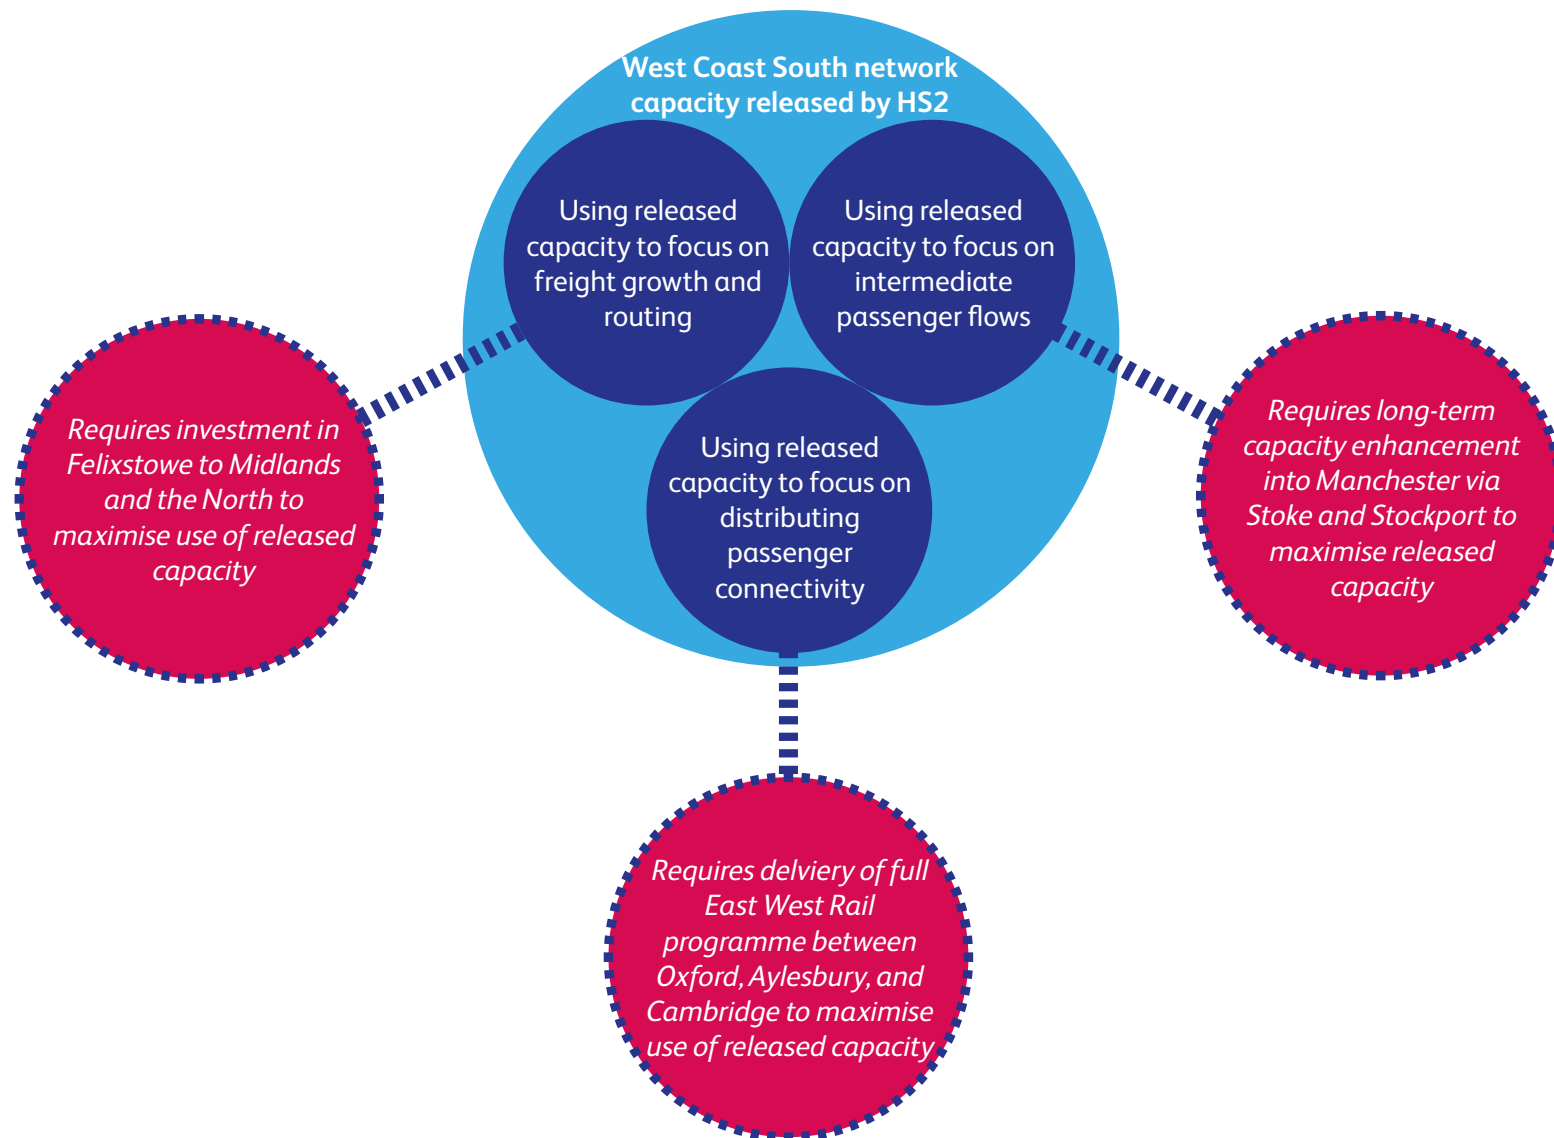 West Coast South network
capacity released by HS2
Using released
capacity to focus on
freight growth and
routing
Using released
capacity to focus on
intermediate
passenger flows
Using released
capacity to focus on
distributing
passenger
connectivity
Requires investment in
Felixstowe to Midlands
and the North to
maximise use of released
capacity
Requires long-term
capacity enhancement
into Manchester via
Stoke and Stockport to
maximise released
capacity
Requires delviery of full
East West Rail
programme between
Oxford, Aylesbury, and
Cambridge to maximise
use of released capacity